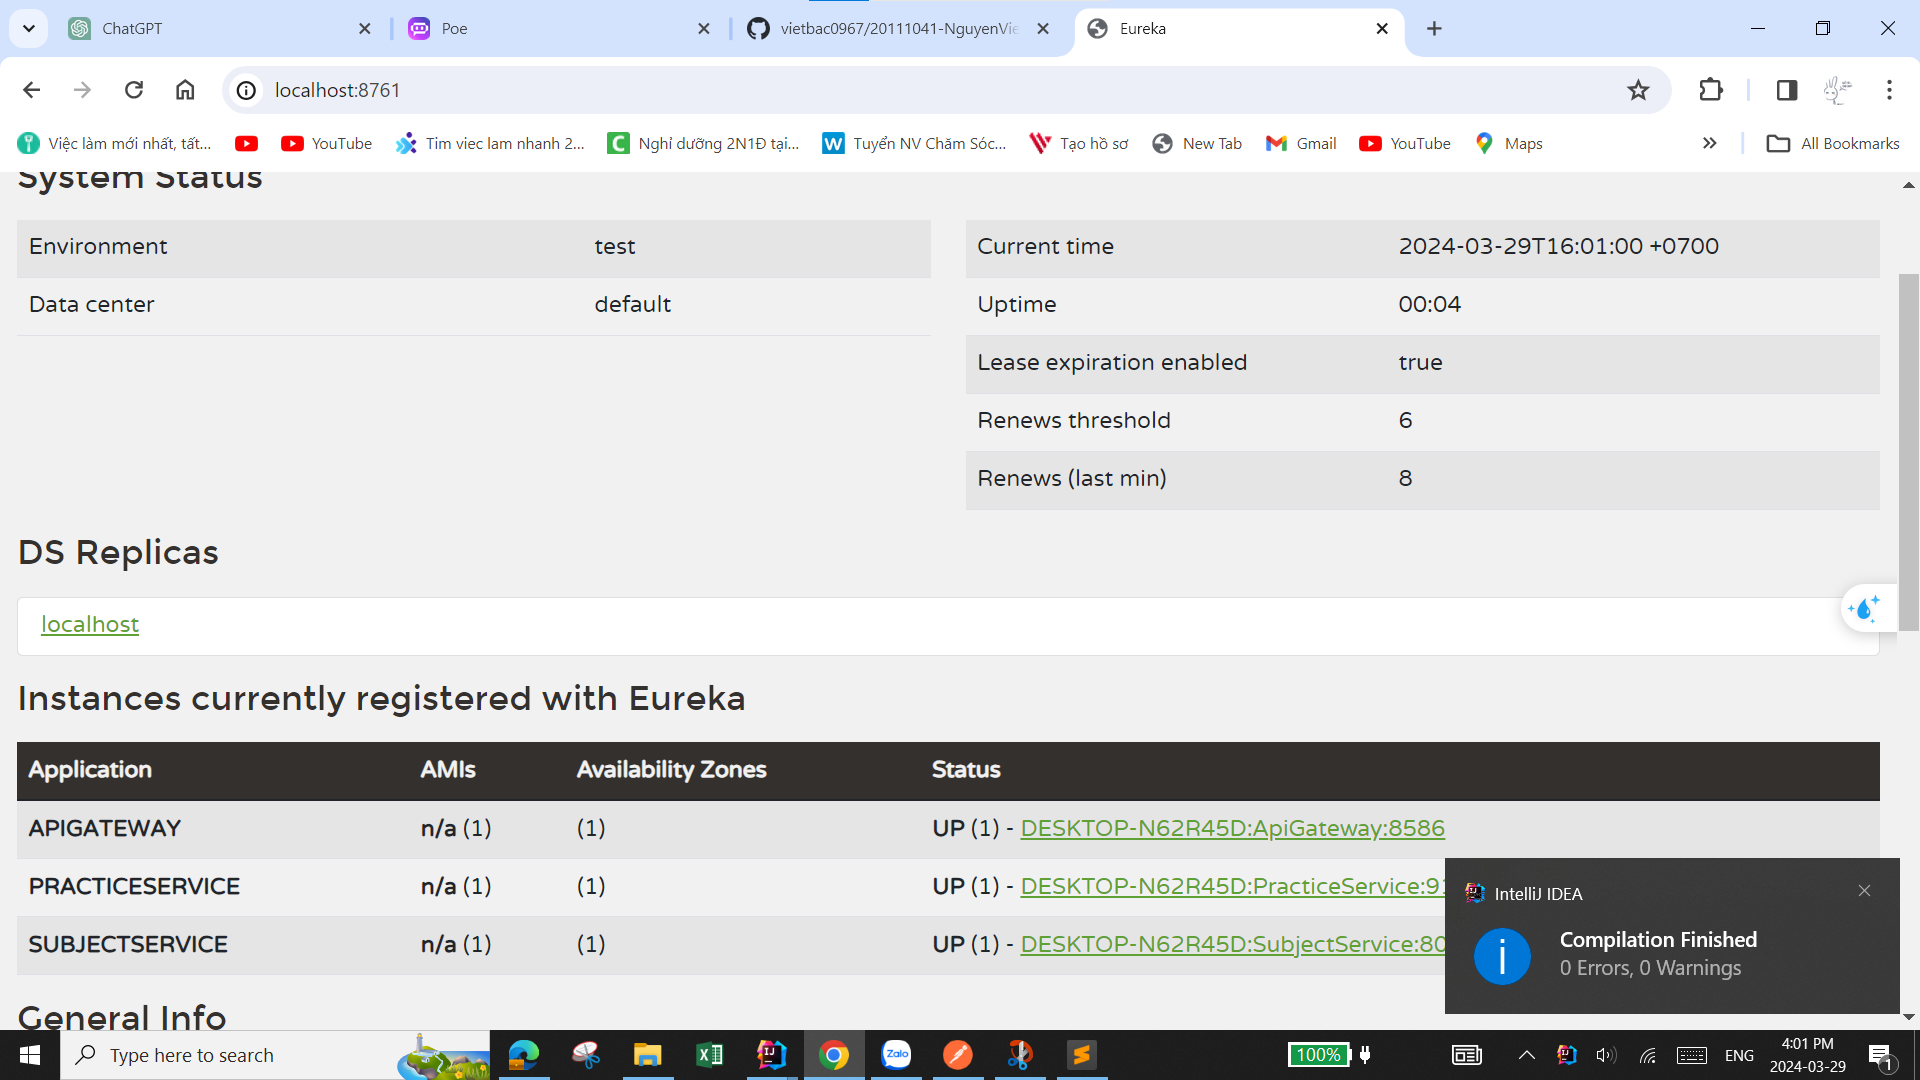 ChatGPT
Poe
vietbac0967/20111041-NguyenVie
Eureka
localhost:8761
Việc làm mới nhất, tất...
YouTube
Tim viec lam nhanh 2...
Nghỉ dưỡng 2N1Đ tại...
Tuyển NV Chăm Sóc...
Tạo hồ sơ
New Tab
Gmail
YouTube
Maps
All Bookmarks
System Status
Environment test
Data center default
Current time 2024-03-29T16:01:00 +0700
Uptime 00:04
Lease expiration enabled true
Renews threshold 6
Renews (last min) 8
DS Replicas
localhost
Instances currently registered with Eureka
Application AMIs Availability Zones Status
APIGATEWAY n/a (1) (1) UP (1) - DESKTOP-N62R45D:ApiGateway:8586
PRACTICESERVICE n/a (1) (1) UP (1) - DESKTOP-N62R45D:PracticeService:91
SUBJECTSERVICE n/a (1) (1) UP (1) - DESKTOP-N62R45D:SubjectService:80
General Info
IntelliJ IDEA
Compilation Finished
0 Errors, 0 Warnings
Type here to search
Zalo
100%
ENG
4:01 PM
2024-03-29
1